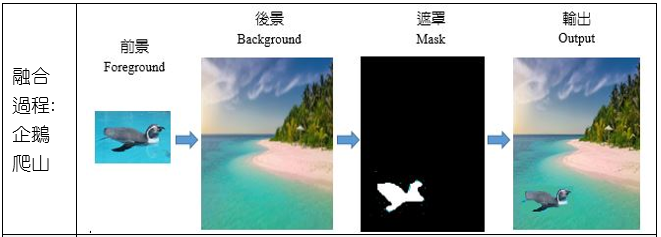 融合
過程:
企鵝
爬山
前景
Foreground
後景
Background
遮罩
Mask
輸出
Output